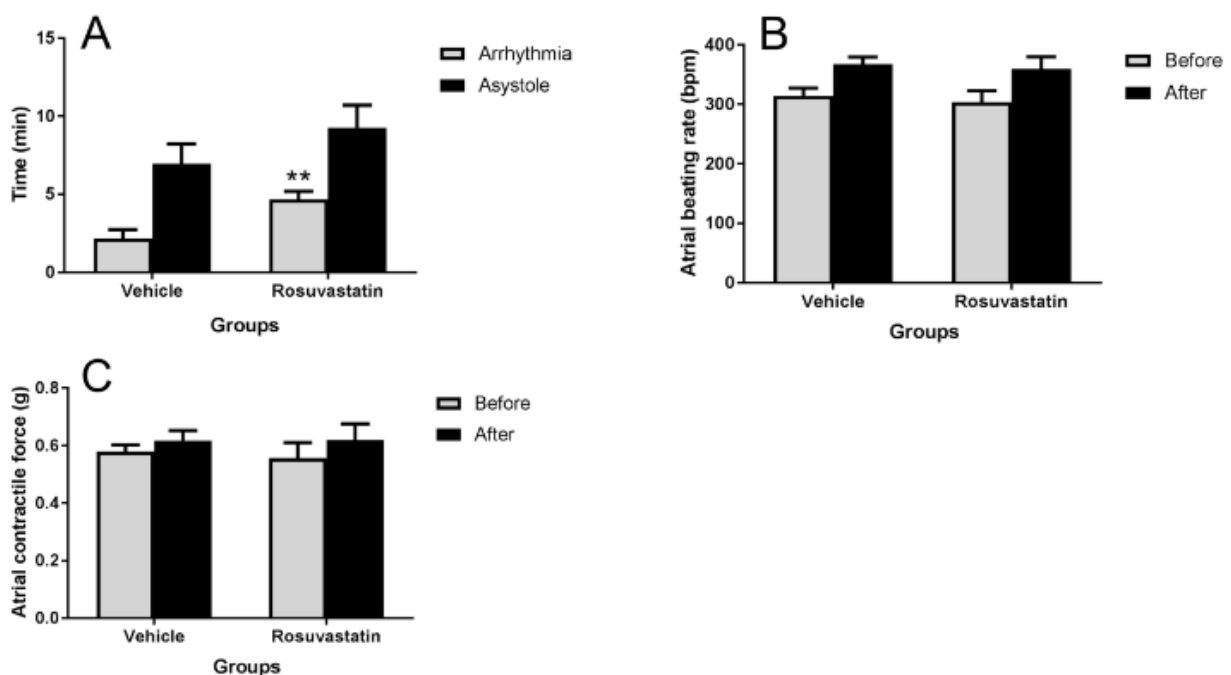 A
15
10
5
0
Time (min)
**
Vehicle
Rosuvastatin
Groups
Arrhythmia
Asystole
B
400
300
200
100
0
Atrial beating rate (bpm)
Vehicle
Rosuvastatin
Groups
Before
After
C
0.8
0.6
0.4
0.2
0.0
Atrial contractile force (g)
Vehicle
Rosuvastatin
Groups
Before
After